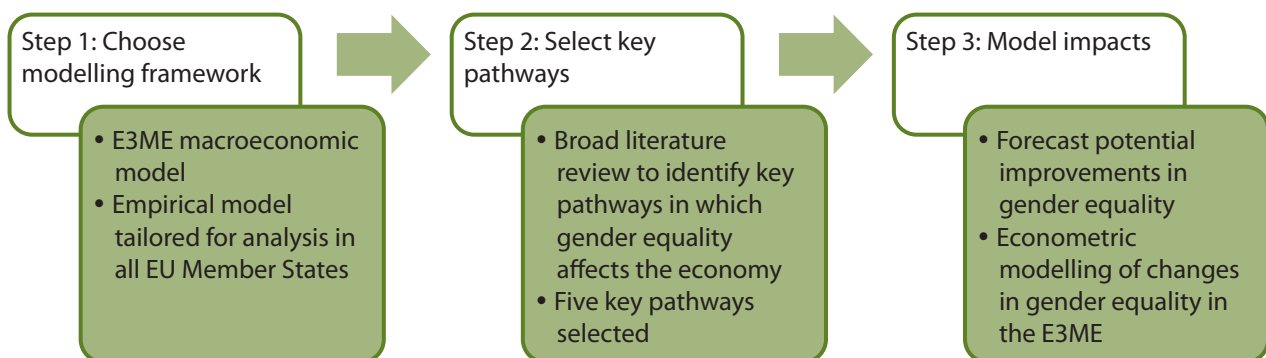 Step 1: Choose
modelling framework
• E3ME macroeconomic
model
• Empirical model
tailored for analysis in
all EU Member States
Step 2: Select key
pathways
• Broad literature
review to identify key
pathways in which
gender equality
affects the economy
• Five key pathways
selected
Step 3: Model impacts
• Forecast potential
improvements in
gender equality
• Econometric
modelling of changes
in gender equality in
the E3ME